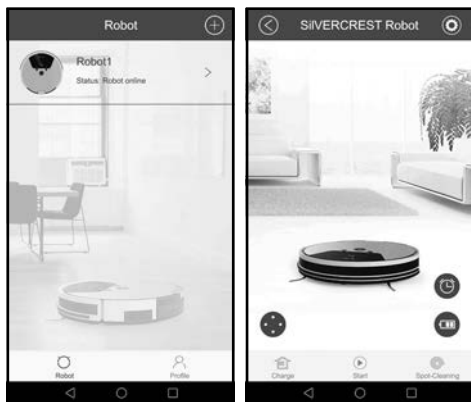 Robot
Robot1
Status: Robot online
Robot
Profile
SilVERCREST Robot
Charge
Start
Spot-Cleaning